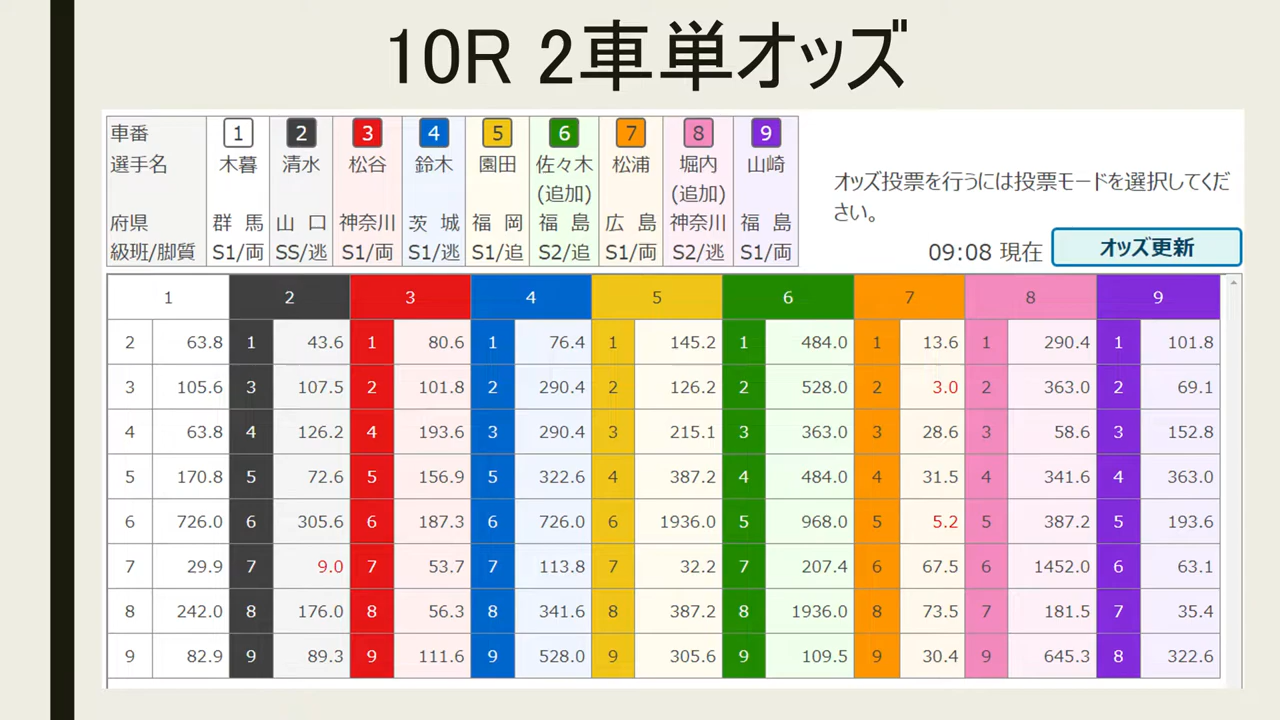 10R 2車単オッズ
車番 1 2 3 4 5 6 7 8 9
選手名 木暮 清水 松谷 鈴木 園田 佐々木 松浦 堀内 山崎
(追加) (追加)
府県 群 馬 山 口 神奈川 茨 城 福 岡 福 島 広 島 神奈川 福 島
級班/脚質 S1/両 SS/逃 S1/両 S1/逃 S1/追 S2/追 S1/両 S2/逃 S1/両
オッズ投票を行うには投票モードを選択してくだ
さい。
09:08 現在 オッズ更新
1 2 3 4 5 6 7 8 9
2 63.8 1 43.6 1 80.6 1 76.4 1 145.2 1 484.0 1 13.6 1 290.4 1 101.8
3 105.6 3 107.5 2 101.8 2 290.4 2 126.2 2 528.0 2 3.0 2 363.0 2 69.1
4 63.8 4 126.2 4 193.6 3 290.4 3 215.1 3 363.0 3 28.6 3 58.6 3 152.8
5 170.8 5 72.6 5 156.9 5 322.6 4 387.2 4 484.0 4 31.5 4 341.6 4 363.0
6 726.0 6 305.6 6 187.3 6 726.0 6 1936.0 5 968.0 5 5.2 5 387.2 5 193.6
7 29.9 7 9.0 7 53.7 7 113.8 7 32.2 7 207.4 6 67.5 6 1452.0 6 63.1
8 242.0 8 176.0 8 56.3 8 341.6 8 387.2 8 1936.0 8 73.5 7 181.5 7 35.4
9 82.9 9 89.3 9 111.6 9 528.0 9 305.6 9 109.5 9 30.4 9 645.3 8 322.6